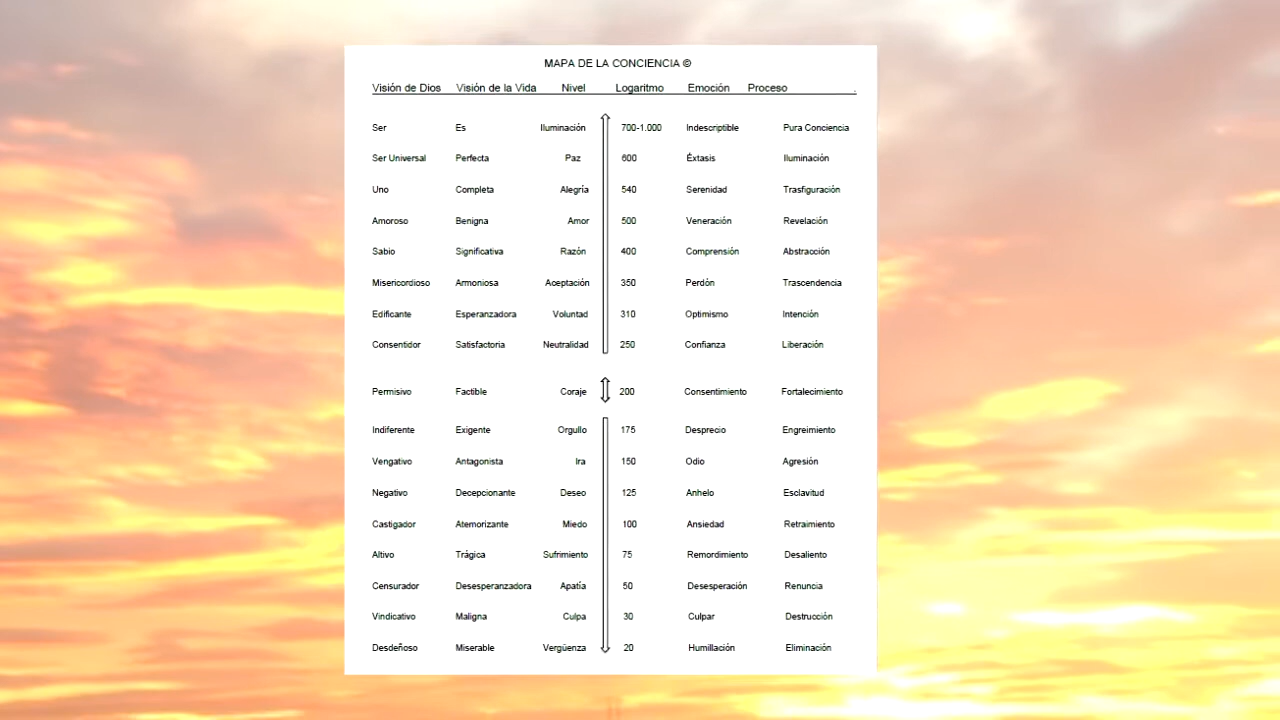 MAPA DE LA CONCIENCIA ©
Visión de Dios Visión de la Vida Nivel Logaritmo Emoción Proceso .
Ser Es Iluminación 700-1.000 Indescriptible Pura Conciencia
Ser Universal Perfecta Paz 600 Éxtasis Iluminación
Uno Completa Alegría 540 Serenidad Trasfiguración
Amoroso Benigna Amor 500 Veneración Revelación
Sabio Significativa Razón 400 Comprensión Abstracción
Misericordioso Armoniosa Aceptación 350 Perdón Trascendencia
Edificante Esperanzadora Voluntad 310 Optimismo Intención
Consentidor Satisfactoria Neutralidad 250 Confianza Liberación
Permisivo Factible Coraje 200 Consentimiento Fortalecimiento
Indiferente Exigente Orgullo 175 Desprecio Engreimiento
Vengativo Antagonista Ira 150 Odio Agresión
Negativo Decepcionante Deseo 125 Anhelo Esclavitud
Castigador Atemorizante Miedo 100 Ansiedad Retraimiento
Altivo Trágica Sufrimiento 75 Remordimiento Desaliento
Censurador Desesperanzadora Apatía 50 Desesperación Renuncia
Vindicativo Maligna Culpa 30 Culpar Destrucción
Desdeñoso Miserable Vergüenza 20 Humillación Eliminación